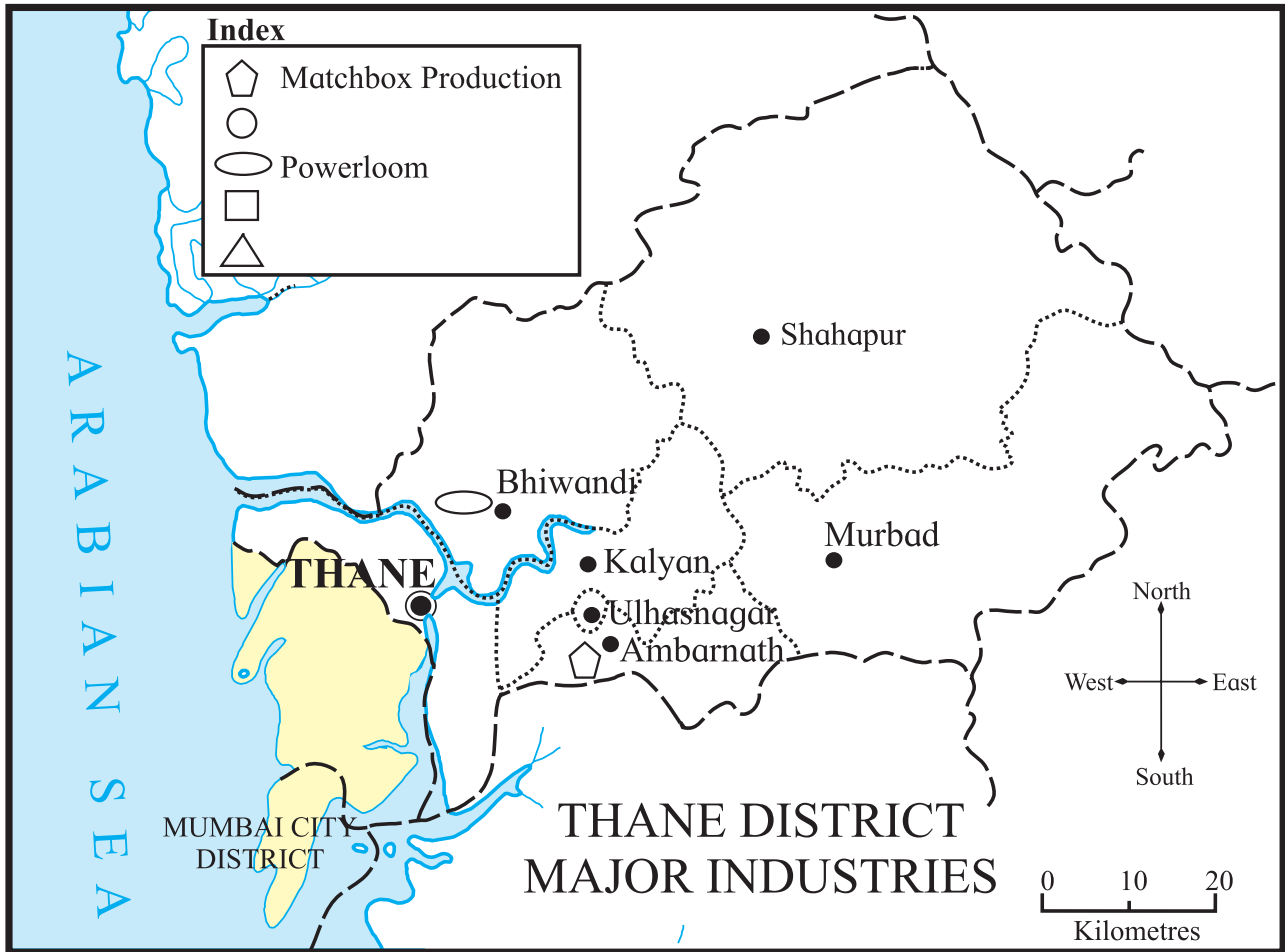 Index
Matchbox Production
Powerloom
Shahapur
Bhiwandi
Murbad
Kalyan
THANE
Ulhasnagar
Ambarnath
ARABIAN SEA
North
West
East
South
MUMBAI CITY
DISTRICT
THANE DISTRICT
MAJOR INDUSTRIES
0 10 20
Kilometres